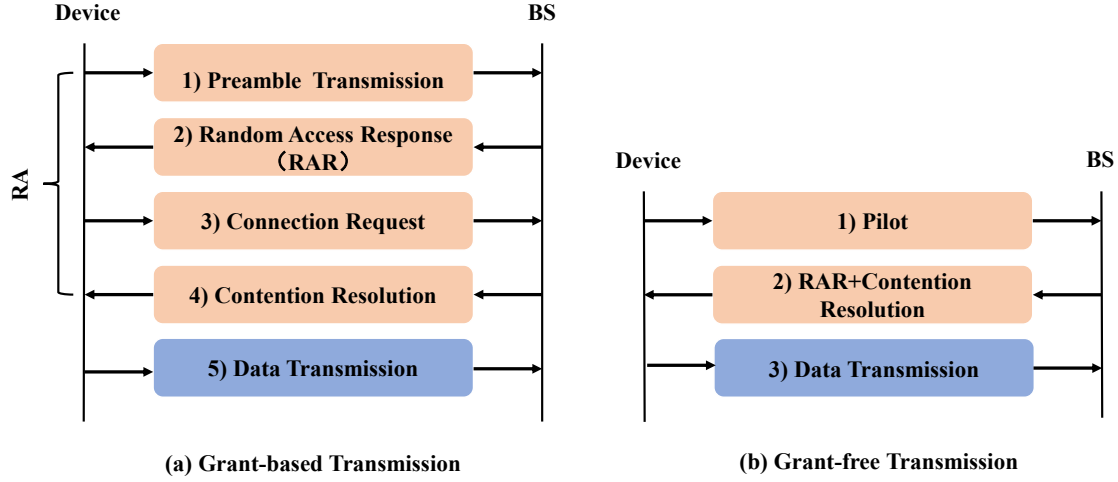 Device
BS
1) Preamble Transmission
2) Random Access Response
（RAR）
RA
3) Connection Request
4) Contention Resolution
5) Data Transmission
(a) Grant-based Transmission
Device
BS
1) Pilot
2) RAR+Contention
Resolution
3) Data Transmission
(b) Grant-free Transmission